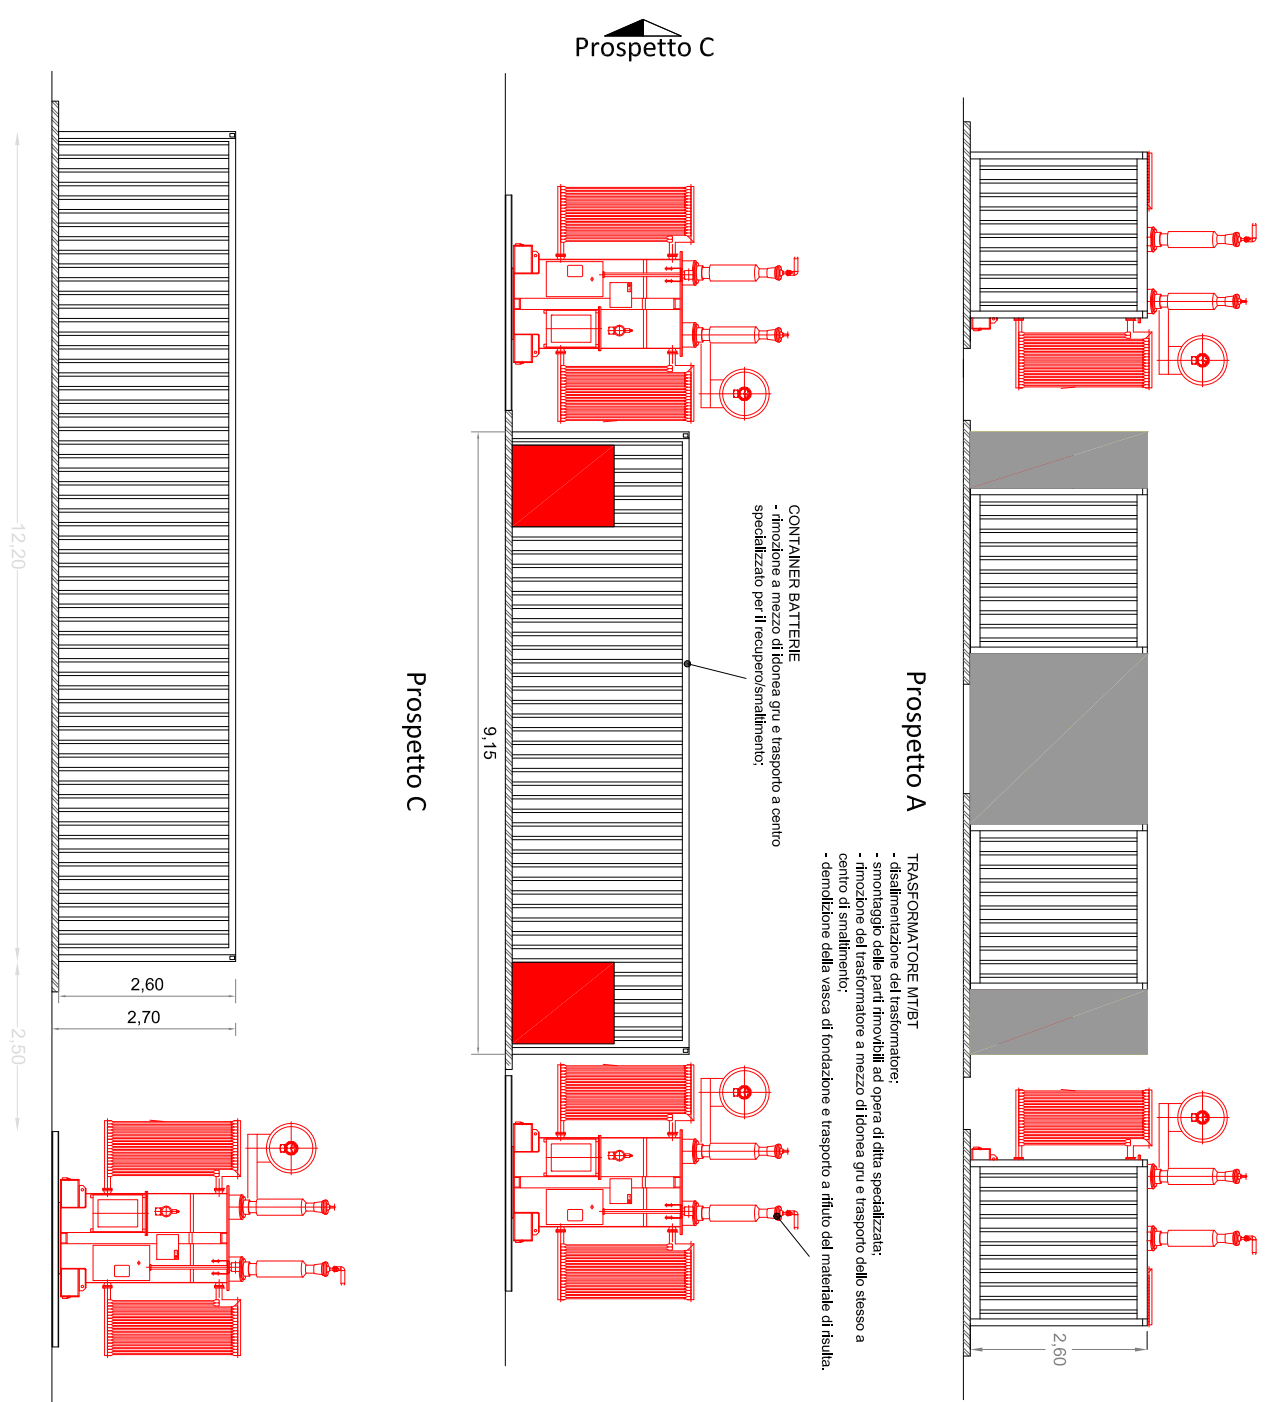 Prospetto C
CONTAINER BATTERIE
- rimozione a mezzo di idonea gru e trasporto a centro
specializzato per il recupero/smaltimento;
Prospetto A
TRASFORMATORE MT/BT
- disalimentazione del trasformatore;
- smontaggio delle parti rimovibili ad opera di ditta specializzata;
- rimozione del trasformatore a mezzo di idonea gru e trasporto dello stesso a
centro di smaltimento;
- demolizione della vasca di fondazione e trasporto a rifiuto del materiale di risulta.
Prospetto C
9,15
12,20
2,60
2,70
2,50
2,60